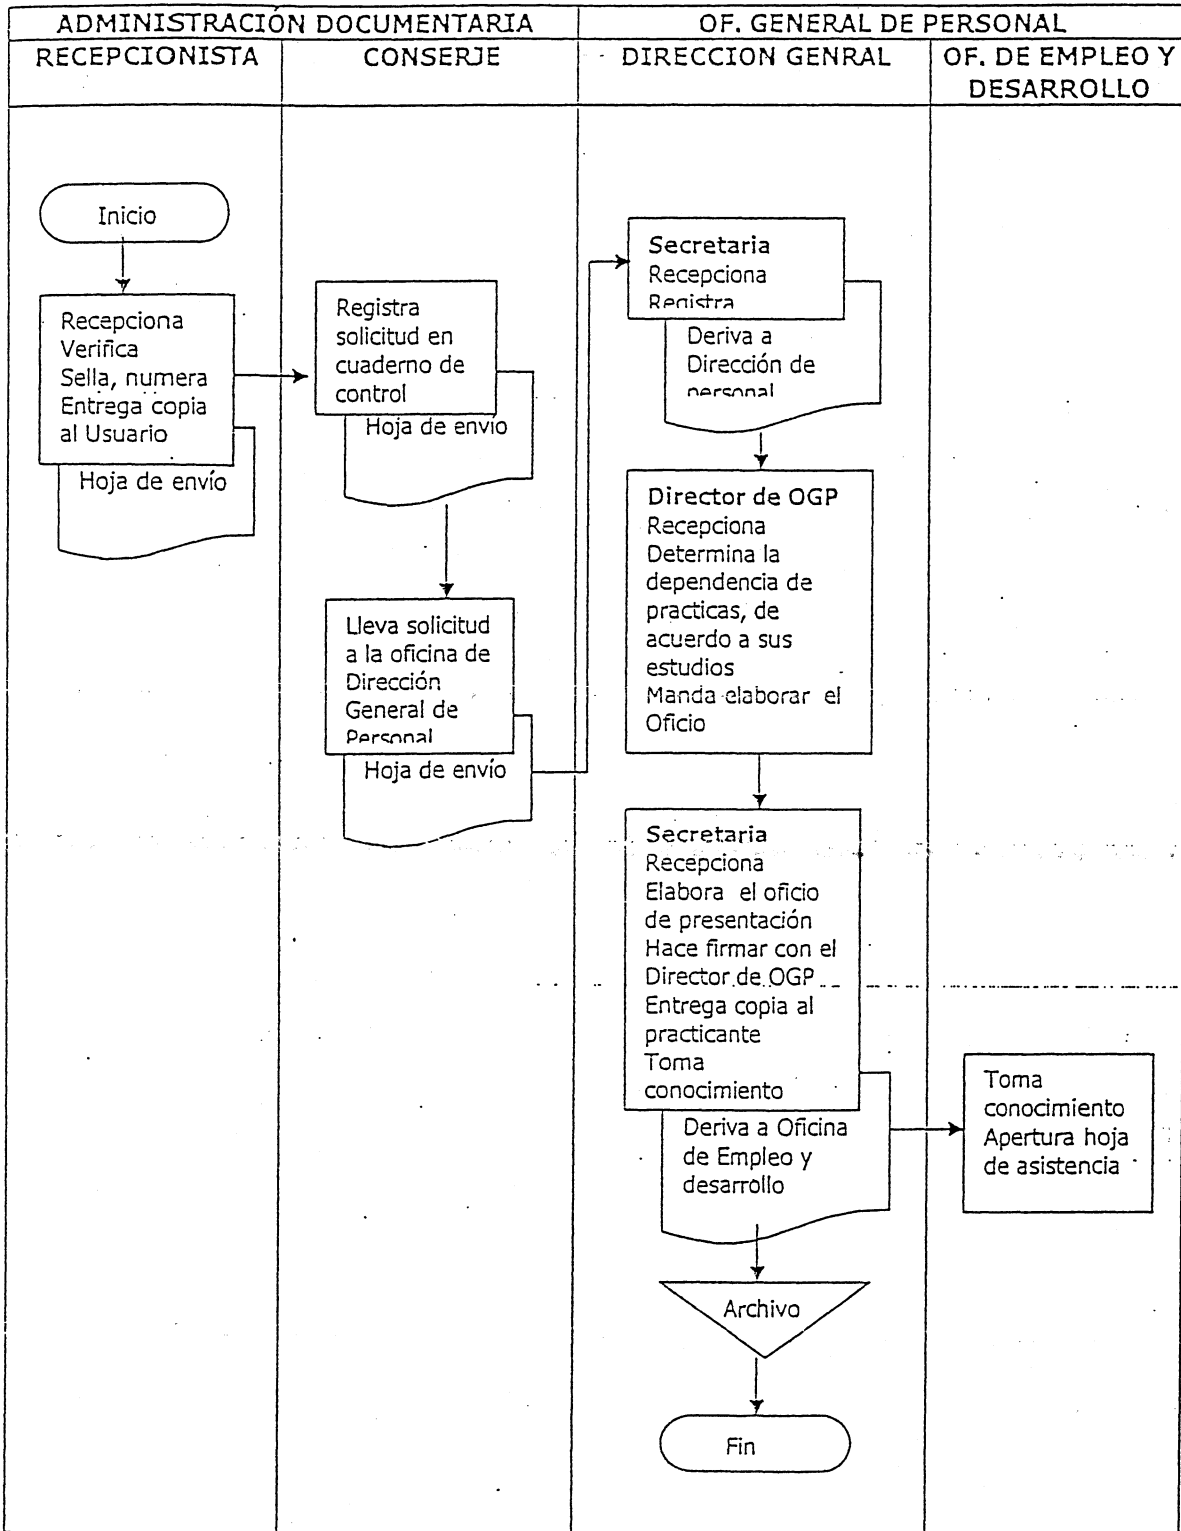 ADMINISTRACIÓN DOCUMENTARIA
OF. GENERAL DE PERSONAL
RECEPCIONISTA
CONSERJE
DIRECCION GENRAL
OF. DE EMPLEO Y
DESARROLLO
Inicio
Recepciona
Verifica
Sella, numera
Entrega copia
al Usuario
Hoja de envío
Registra
solicitud en
cuaderno de
control
Hoja de envío
Lleva solicitud
a la oficina de
Dirección
General de
Personal
Hoja de envío
Secretaria
Recepciona
Registra
Deriva a
Dirección de
personal
Director de OGP
Recepciona
Determina la
dependencia de
practicas, de
acuerdo a sus
estudios
Manda elaborar el
Oficio
Secretaria
Recepciona
Elabora el oficio
de presentación
Hace firmar con el
Director de OGP
Entrega copia al
practicante
Toma
conocimiento
Deriva a Oficina
de Empleo y
desarrollo
Toma
conocimiento
Apertura hoja
de asistencia
Archivo
Fin